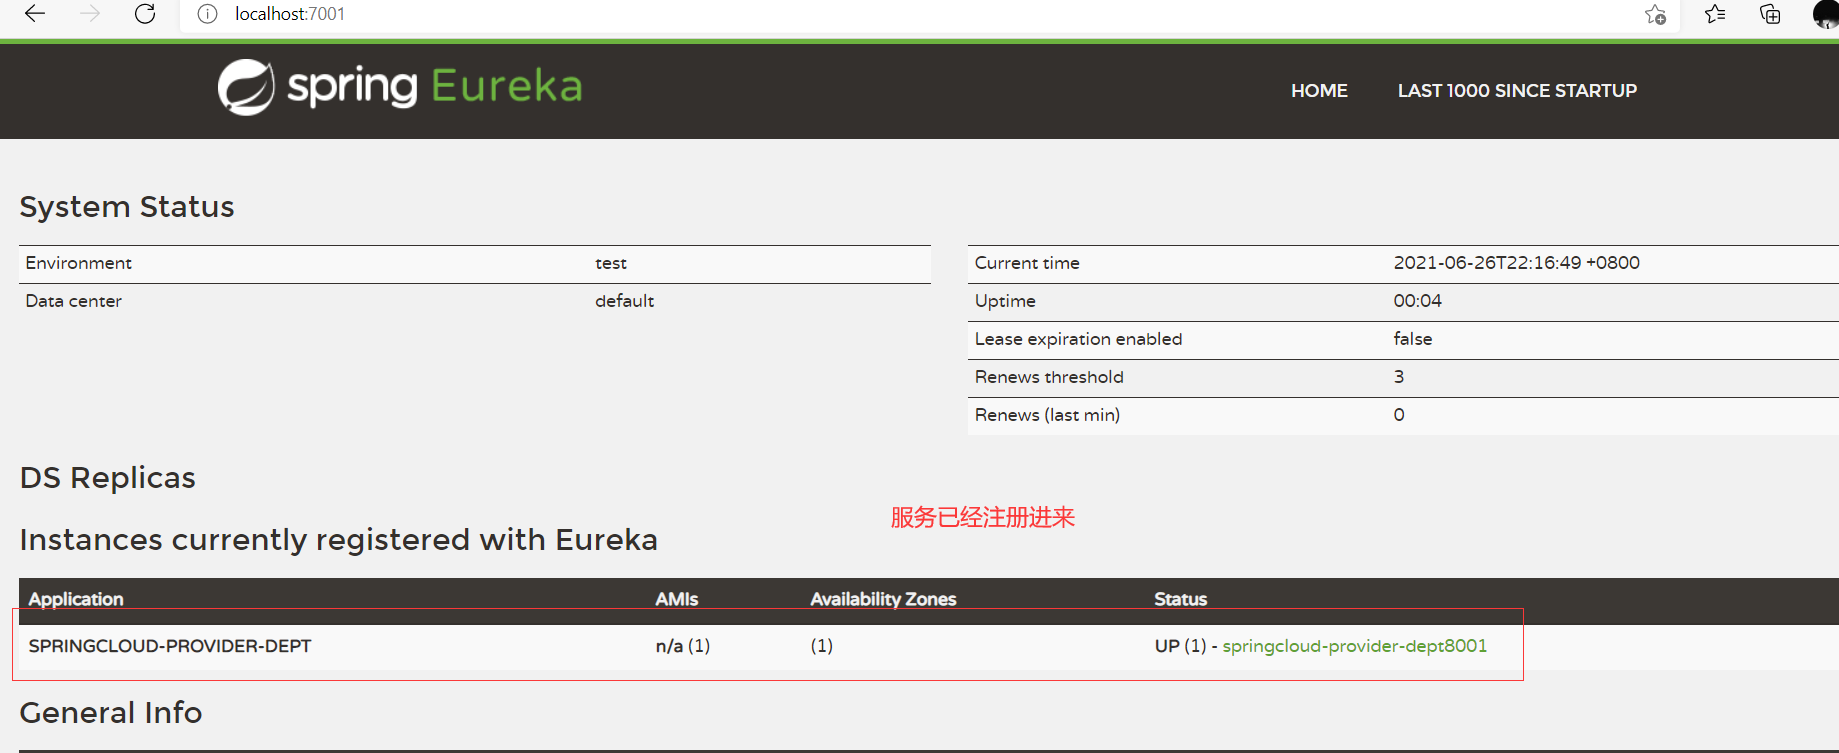 localhost:7001
spring Eureka
HOME LAST 1000 SINCE STARTUP
System Status
Environment test
Data center default
Current time 2021-06-26T22:16:49 +0800
Uptime 00:04
Lease expiration enabled false
Renews threshold 3
Renews (last min) 0
DS Replicas
服务已经注册进来
Instances currently registered with Eureka
Application AMIs Availability Zones Status
SPRINGCLOUD-PROVIDER-DEPT n/a (1) (1) UP (1) - springcloud-provider-dept8001
General Info